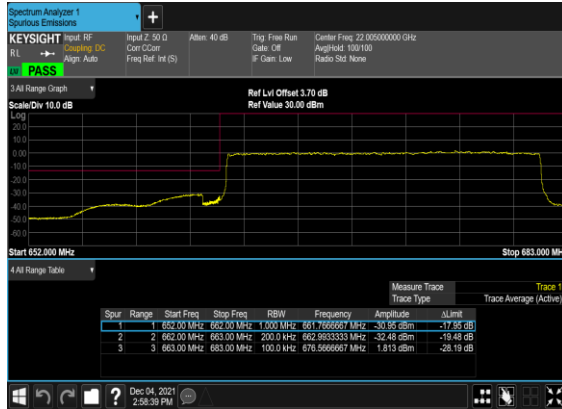 Spectrum Analyzer 1
Spurious Emissions
+
KEYSIGHT Input: RF Input Z: 50 Ω Atten: 40 dB Trig: Free Run Center Freq: 22.005000000 GHz
RL Coupling: DC Corr CCorr Gate: Off Avg|Hold: 100/100
Align: Auto Freq Ref: Int (S) IF Gain: Low Radio Std: None
PASS
3 All Range Graph
Ref Lvl Offset 3.70 dB
Scale/Div 10.0 dB Ref Value 30.00 dBm
Log
20.0
10.0
0.00
-10.0
-20.0
-30.0
-40.0
-50.0
-60.0
Start 652.000 MHz Stop 683.000 MH
4 All Range Table
Measure Trace Trace 1
Trace Type Trace Average (Active)
Spur Range Start Freq Stop Freq RBW Frequency Amplitude ΔLimit
1 1 652.00 MHz 662.00 MHz 1.000 MHz 661.7666667 MHz -30.95 dBm -17.95 dB
2 2 662.00 MHz 663.00 MHz 200.0 kHz 662.9933333 MHz -32.48 dBm -19.48 dB
3 3 663.00 MHz 683.00 MHz 100.0 kHz 676.5666667 MHz 1.813 dBm -28.19 dB
? Dec 04, 2021
2:58:39 PM